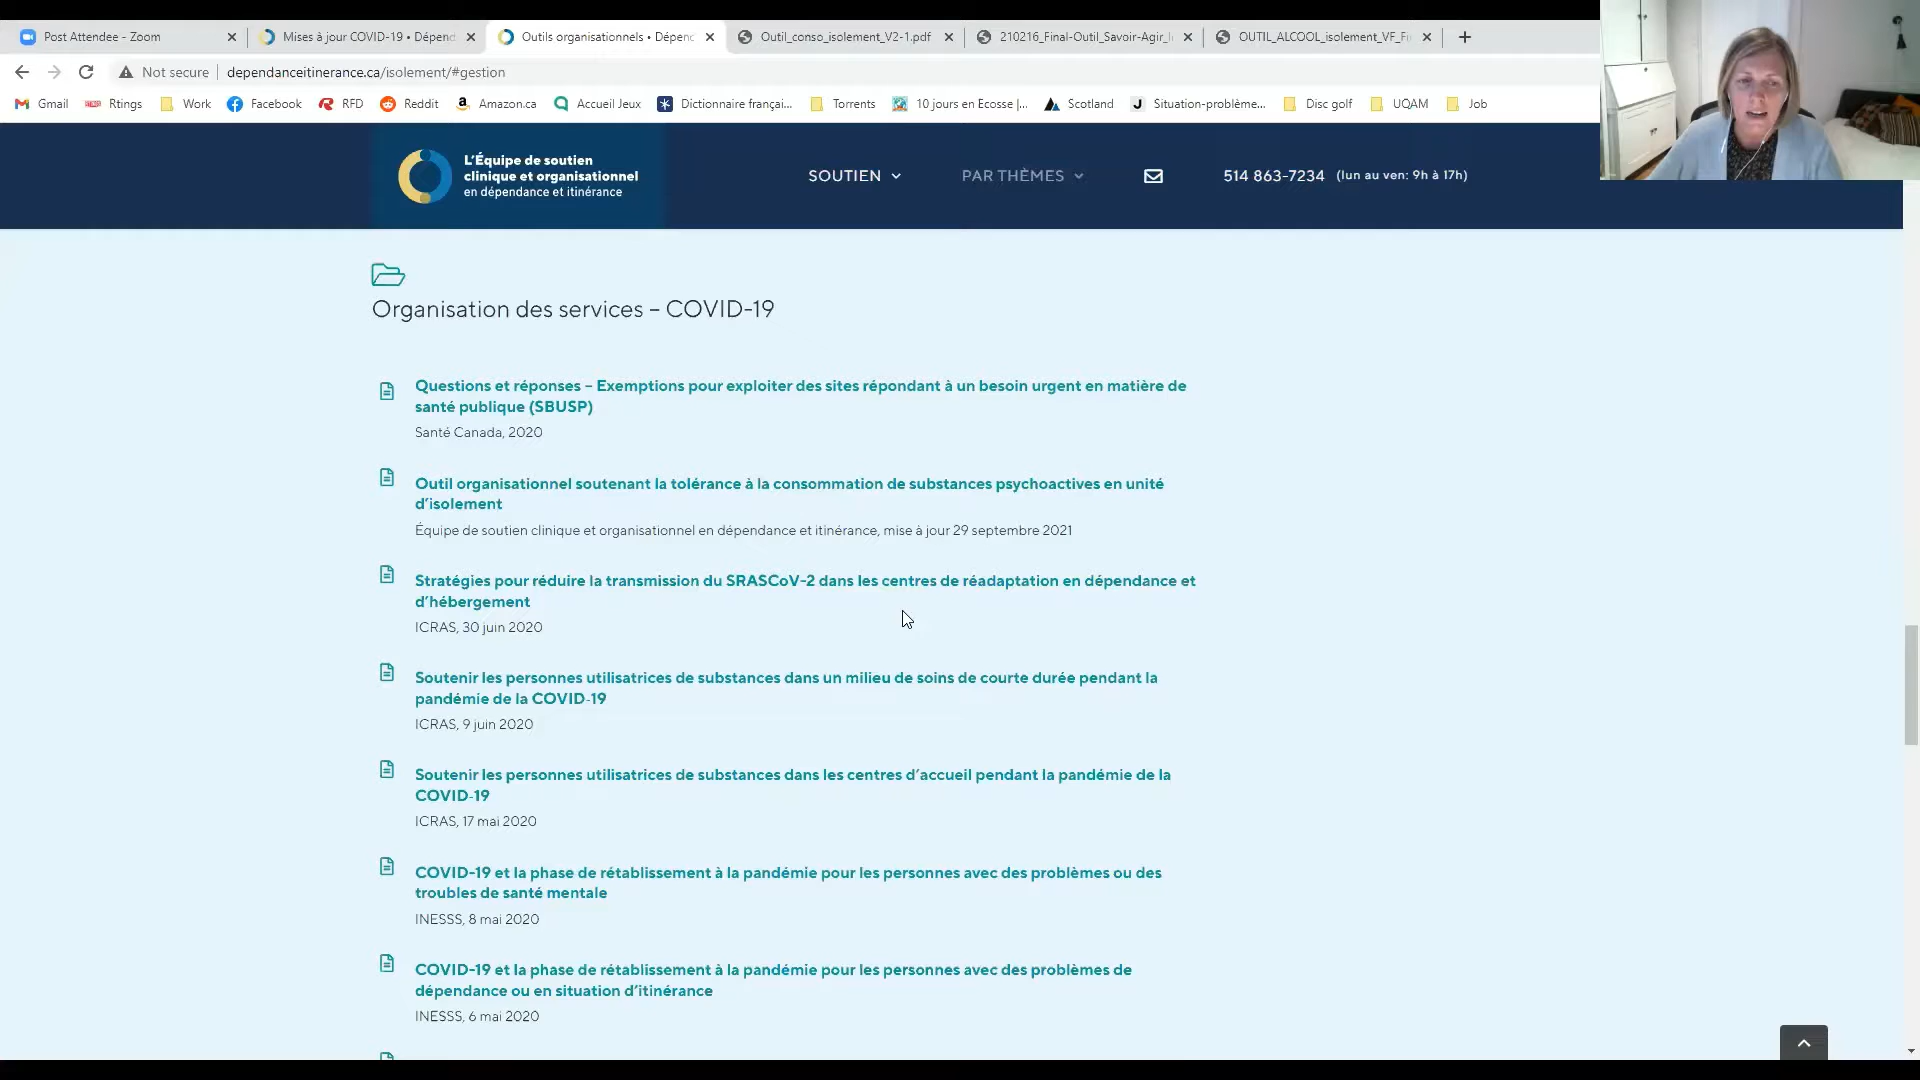 Post Attendee - Zoom
Mises à jour COVID-19 • Dépend
Outils organisationnels • Dépenc
Outil_conso_isolement_V2-1.pdf
210216_Final-Outil_Savoir-Agir_I
OUTIL_ALCOOL_isolement_VF_Fi
Not secure
dependanceitinerance.ca/isolement/#gestion
Gmail
Rtings
Work
Facebook
RFD
Reddit
Amazon.ca
Accueil Jeux
Dictionnaire françai...
Torrents
10 jours en Ecosse |...
Scotland
Situation-problème...
Disc golf
UQAM
Job
L'Équipe de soutien
clinique et organisationnel
en dépendance et itinérance
SOUTIEN
PAR THÈMES
514 863-7234 (lun au ven: 9h à 17h)
Organisation des services – COVID-19
Questions et réponses – Exemptions pour exploiter des sites répondant à un besoin urgent en matière de
santé publique (SBUSP)
Santé Canada, 2020
Outil organisationnel soutenant la tolérance à la consommation de substances psychoactives en unité
d'isolement
Équipe de soutien clinique et organisationnel en dépendance et itinérance, mise à jour 29 septembre 2021
Stratégies pour réduire la transmission du SRASCoV-2 dans les centres de réadaptation en dépendance et
d'hébergement
ICRAS, 30 juin 2020
Soutenir les personnes utilisatrices de substances dans un milieu de soins de courte durée pendant la
pandémie de la COVID-19
ICRAS, 9 juin 2020
Soutenir les personnes utilisatrices de substances dans les centres d'accueil pendant la pandémie de la
COVID-19
ICRAS, 17 mai 2020
COVID-19 et la phase de rétablissement à la pandémie pour les personnes avec des problèmes ou des
troubles de santé mentale
INESSS, 8 mai 2020
COVID-19 et la phase de rétablissement à la pandémie pour les personnes avec des problèmes de
dépendance ou en situation d'itinérance
INESSS, 6 mai 2020